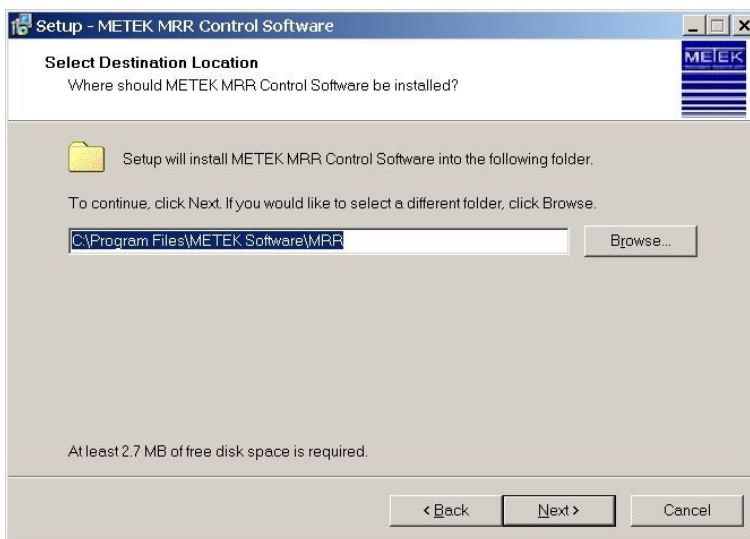 Setup - METEK MRR Control Software
Select Destination Location
Where should METEK MRR Control Software be installed?
METEK
Setup will install METEK MRR Control Software into the following folder.
To continue, click Next. If you would like to select a different folder, click Browse.
C:\Program Files\METEK Software\MRR
Browse...
At least 2.7 MB of free disk space is required.
< Back Next > Cancel